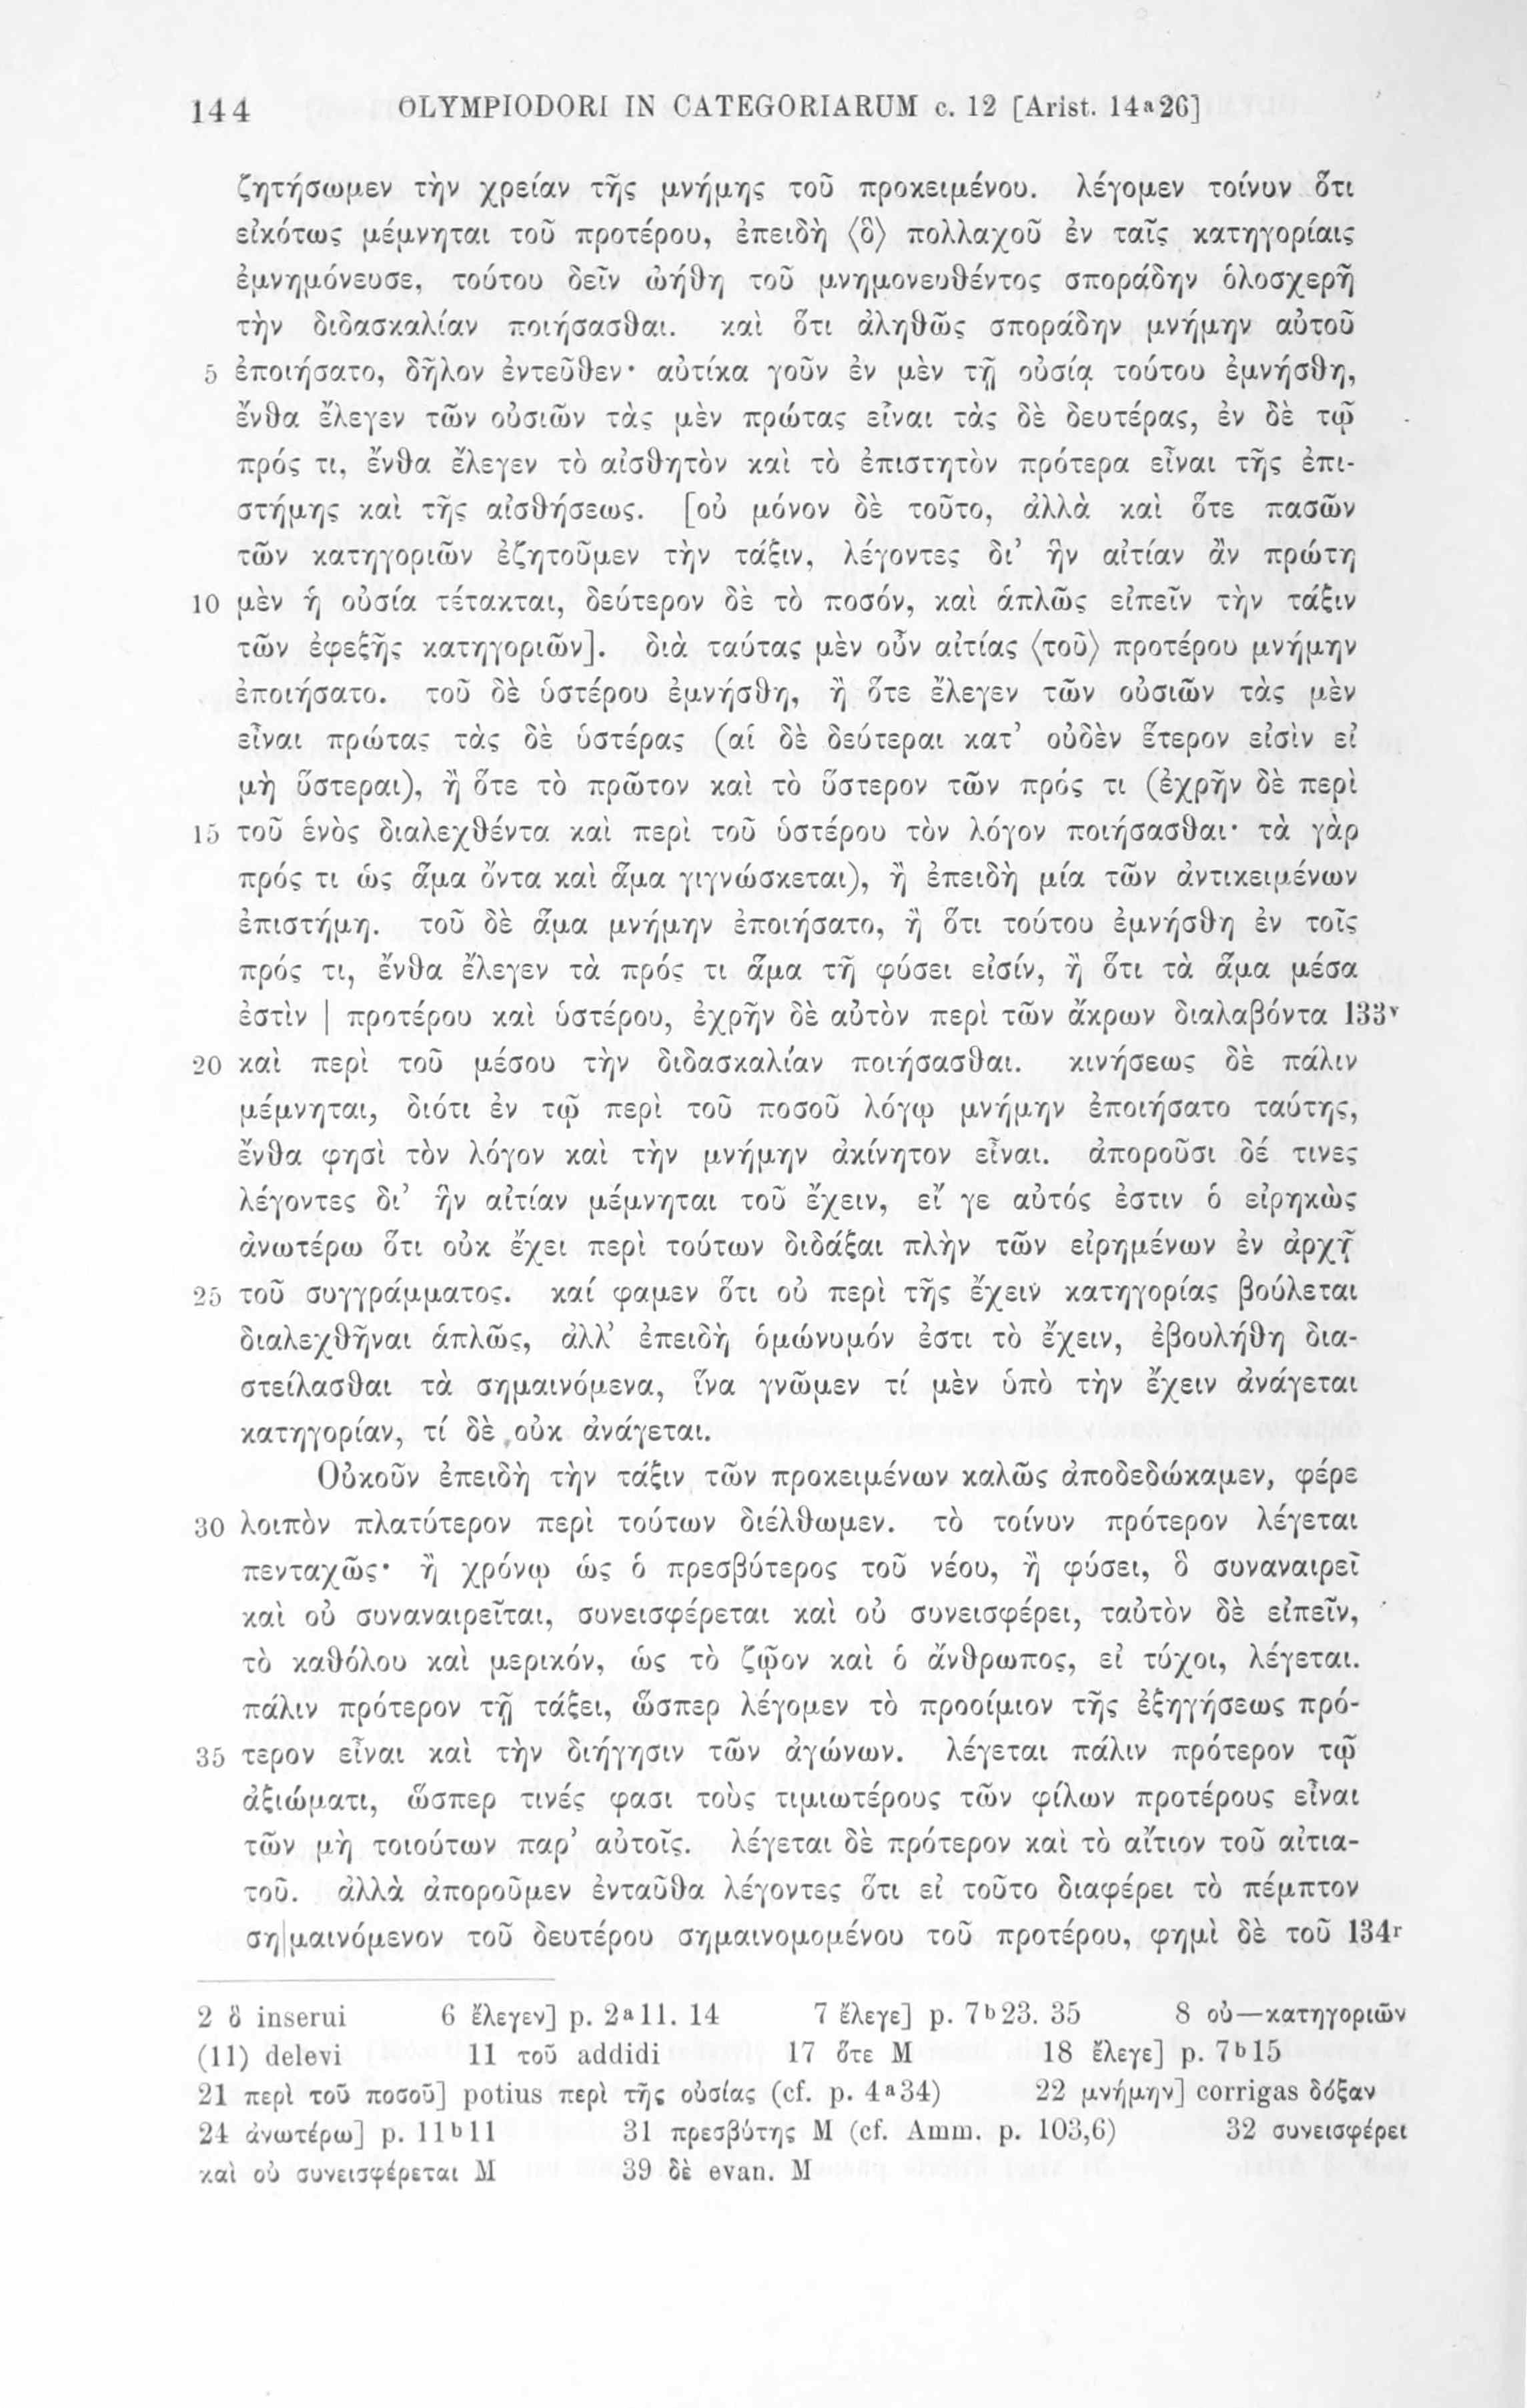 144 OLYMPIODORI IN CATEGORIARUM c. 12 [Arist. 14ª26]
ζητήσωμεν τὴν χρείαν τῆς μνήμης τοῦ προκειμένου. λέγομεν τοίνυν ὅτι
εἰκότως μέμνηται τοῦ προτέρου, ἐπειδὴ ⟨ὃ⟩ πολλαχοῦ ἐν ταῖς κατηγορίαις
ἐμνημόνευσε, τούτου δεῖν ᾠήθη τοῦ μνημονευθέντος σποράδην ὁλοσχερῆ
τὴν διδασκαλίαν ποιήσασθαι. καὶ ὅτι ἀληθῶς σποράδην μνήμην αὐτοῦ
5 ἐποιήσατο, δῆλον ἐντεῦθεν· αὐτίκα γοῦν ἐν μὲν τῇ οὐσίᾳ τούτου ἐμνήσθη,
ἔνθα ἔλεγεν τῶν οὐσιῶν τὰς μὲν πρώτας εἶναι τὰς δὲ δευτέρας, ἐν δὲ τῷ
πρός τι, ἔνθα ἔλεγεν τὸ αἰσθητὸν καὶ τὸ ἐπιστητὸν πρότερα εἶναι τῆς ἐπι-
στήμης καὶ τῆς αἰσθήσεως. [οὐ μόνον δὲ τοῦτο, ἀλλὰ καὶ ὅτε πασῶν
τῶν κατηγοριῶν ἐζητοῦμεν τὴν τάξιν, λέγοντες δι’ ἣν αἰτίαν ἂν πρώτη
10 μὲν ἡ οὐσία τέτακται, δεύτερον δὲ τὸ ποσόν, καὶ ἁπλῶς εἰπεῖν τὴν τάξιν
τῶν ἐφεξῆς κατηγοριῶν]. διὰ ταύτας μὲν οὖν αἰτίας ⟨τοῦ⟩ προτέρου μνήμην
ἐποιήσατο. τοῦ δὲ ὑστέρου ἐμνήσθη, ἢ ὅτε ἔλεγεν τῶν οὐσιῶν τὰς μὲν
εἶναι πρώτας τὰς δὲ ὑστέρας (αἱ δὲ δεύτεραι κατ’ οὐδὲν ἕτερον εἰσὶν εἰ
μὴ ὕστεραι), ἢ ὅτε τὸ πρῶτον καὶ τὸ ὕστερον τῶν πρός τι (ἐχρῆν δὲ περὶ
15 τοῦ ἑνὸς διαλεχθέντα καὶ περὶ τοῦ ὑστέρου τὸν λόγον ποιήσασθαι· τὰ γὰρ
πρός τι ὡς ἅμα ὄντα καὶ ἅμα γιγνώσκεται), ἢ ἐπειδὴ μία τῶν ἀντικειμένων
ἐπιστήμη. τοῦ δὲ ἅμα μνήμην ἐποιήσατο, ἢ ὅτι τούτου ἐμνήσθη ἐν τοῖς
πρός τι, ἔνθα ἔλεγεν τὰ πρός τι ἅμα τῇ φύσει εἰσίν, ἢ ὅτι τὰ ἅμα μέσα
ἐστὶν | προτέρου καὶ ὑστέρου, ἐχρῆν δὲ αὐτὸν περὶ τῶν ἄκρων διαλαβόντα 133ᵛ
20 καὶ περὶ τοῦ μέσου τὴν διδασκαλίαν ποιήσασθαι. κινήσεως δὲ πάλιν
μέμνηται, διότι ἐν τῷ περὶ τοῦ ποσοῦ λόγῳ μνήμην ἐποιήσατο ταύτης,
ἔνθα φησὶ τὸν λόγον καὶ τὴν μνήμην ἀκίνητον εἶναι. ἀποροῦσι δέ τινες
λέγοντες δι’ ἣν αἰτίαν μέμνηται τοῦ ἔχειν, εἴ γε αὐτός ἐστιν ὁ εἰρηκὼς
ἀνωτέρω ὅτι οὐκ ἔχει περὶ τούτων διδάξαι πλὴν τῶν εἰρημένων ἐν ἀρχῇ
25 τοῦ συγγράμματος. καί φαμεν ὅτι οὐ περὶ τῆς ἔχειν κατηγορίας βούλεται
διαλεχθῆναι ἁπλῶς, ἀλλ’ ἐπειδὴ ὁμώνυμόν ἐστι τὸ ἔχειν, ἐβουλήθη δια-
στείλασθαι τὰ σημαινόμενα, ἵνα γνῶμεν τί μὲν ὑπὸ τὴν ἔχειν ἀνάγεται
κατηγορίαν, τί δὲ οὐκ ἀνάγεται.
Οὐκοῦν ἐπειδὴ τὴν τάξιν τῶν προκειμένων καλῶς ἀποδεδώκαμεν, φέρε
30 λοιπὸν πλατύτερον περὶ τούτων διέλθωμεν. τὸ τοίνυν πρότερον λέγεται
πενταχῶς· ἢ χρόνῳ ὡς ὁ πρεσβύτερος τοῦ νέου, ἢ φύσει, ὃ συναναιρεῖ
καὶ οὐ συναναιρεῖται, συνεισφέρεται καὶ οὐ συνεισφέρει, ταὐτὸν δὲ εἰπεῖν,
τὸ καθόλου καὶ μερικόν, ὡς τὸ ζῷον καὶ ὁ ἄνθρωπος, εἰ τύχοι, λέγεται.
πάλιν πρότερον τῇ τάξει, ὥσπερ λέγομεν τὸ προοίμιον τῆς ἐξηγήσεως πρό-
35 τερον εἶναι καὶ τὴν διήγησιν τῶν ἀγώνων. λέγεται πάλιν πρότερον τῷ
ἀξιώματι, ὥσπερ τινές φασι τοὺς τιμιωτέρους τῶν φίλων προτέρους εἶναι
τῶν μὴ τοιούτων παρ’ αὐτοῖς. λέγεται δὲ πρότερον καὶ τὸ αἴτιον τοῦ αἰτια-
τοῦ. ἀλλὰ ἀποροῦμεν ἐνταῦθα λέγοντες ὅτι εἰ τοῦτο διαφέρει τὸ πέμπτον
ση|μαινόμενον τοῦ δευτέρου σημαινομομένου τοῦ προτέρου, φημὶ δὲ τοῦ 134ʳ
2 ὃ inserui 6 ἔλεγεν] p. 2ª11. 14 7 ἔλεγε] p. 7ᵇ23. 35 8 οὐ—κατηγοριῶν
(11) delevi 11 τοῦ addidi 17 ὅτε M 18 ἔλεγε] p. 7ᵇ15
21 περὶ τοῦ ποσοῦ] potius περὶ τῆς οὐσίας (cf. p. 4ª34) 22 μνήμην] corrigas δόξαν
24 ἀνωτέρω] p. 11ᵇ11 31 πρεσβύτης M (cf. Amm. p. 103,6) 32 συνεισφέρει
καὶ οὐ συνεισφέρεται M 39 δὲ evan. M